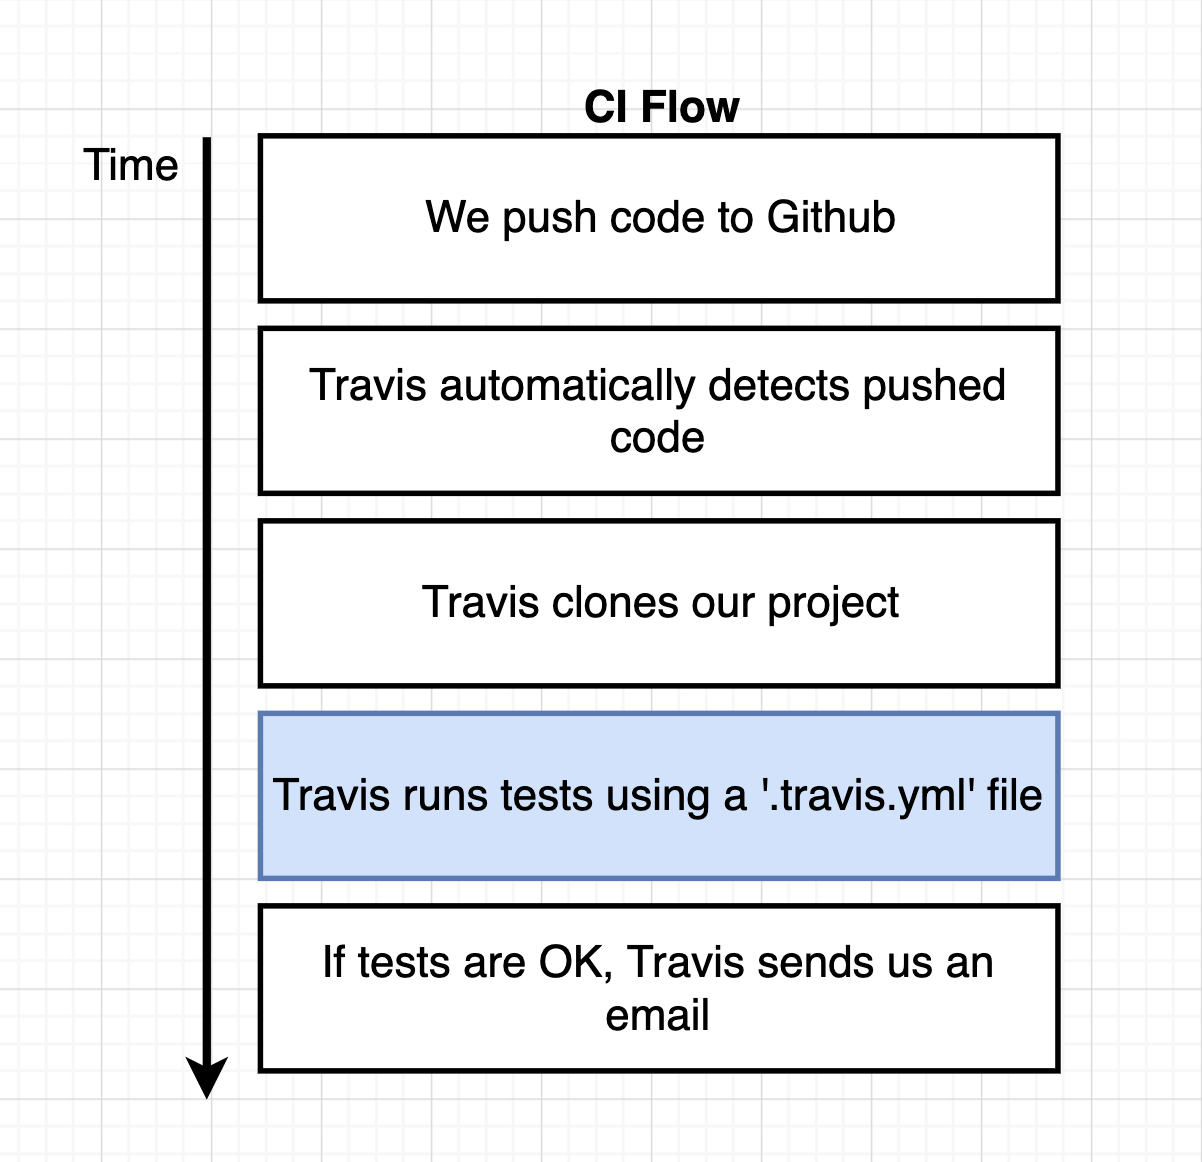 CI Flow
Time
We push code to Github
Travis automatically detects pushed
code
Travis clones our project
Travis runs tests using a '.travis.yml' file
If tests are OK, Travis sends us an
email